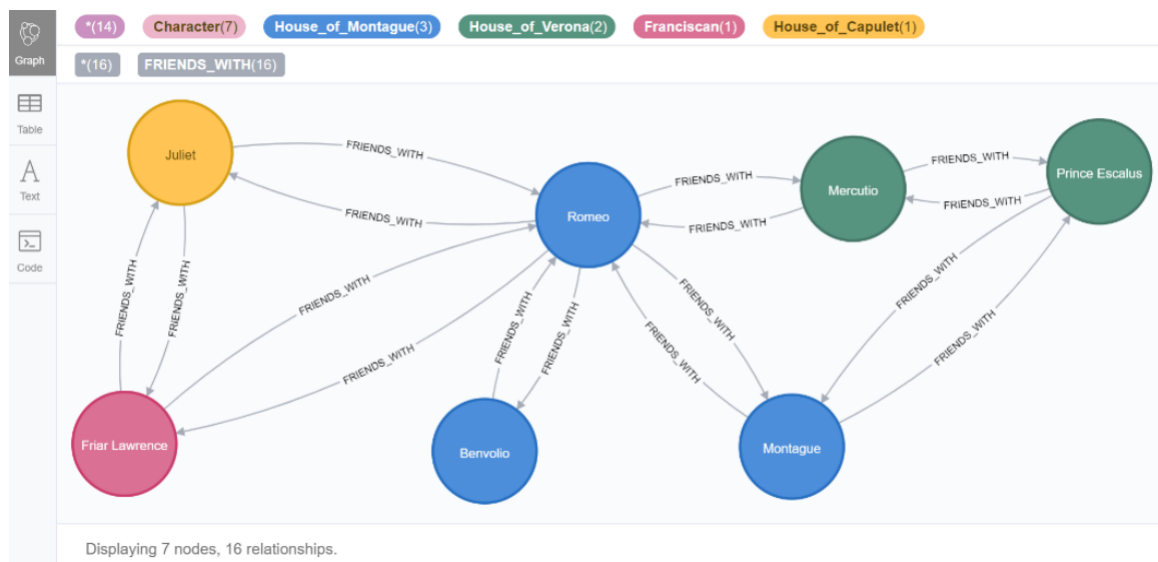 *(14) Character(7) House_of_Montague(3) House_of_Verona(2) Franciscan(1) House_of_Capulet(1)
Graph
*(16) FRIENDS_WITH(16)
Table
A
Text
>_
Code
Juliet
FRIENDS_WITH
FRIENDS_WITH
Romeo
FRIENDS_WITH
FRIENDS_WITH
Mercutio
FRIENDS_WITH
FRIENDS_WITH
Prince Escalus
FRIENDS_WITH
FRIENDS_WITH
FRIENDS_WITH
FRIENDS_WITH
FRIENDS_WITH
FRIENDS_WITH
FRIENDS_WITH
FRIENDS_WITH
FRIENDS_WITH
FRIENDS_WITH
Friar Lawrence
Benvolio
Montague
Displaying 7 nodes, 16 relationships.